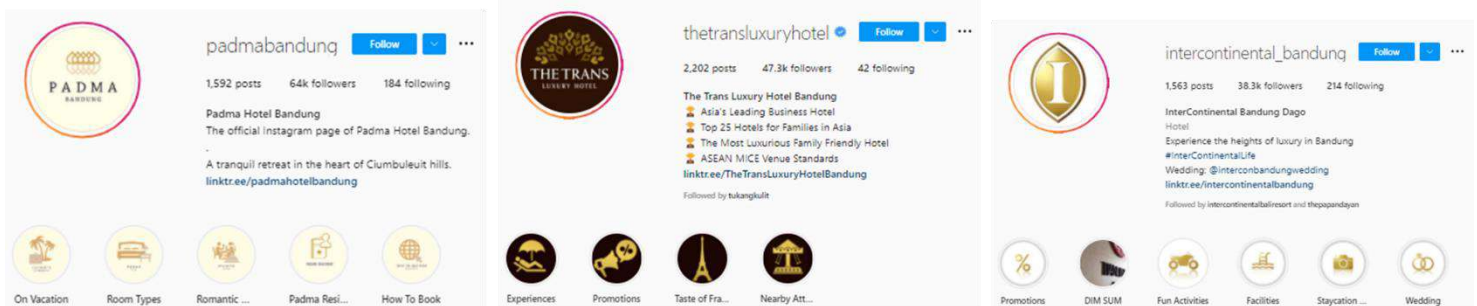 PADMA
BANDUNG
padmabandung
Follow
1,592 posts 64k followers 184 following
Padma Hotel Bandung
The official Instagram page of Padma Hotel Bandung.
.
A tranquil retreat in the heart of Ciumbuleuit hills.
linktr.ee/padmahotelbandung
On Vacation
Room Types
Romantic ...
Padma Resi...
How To Book
THE TRANS
LUXURY HOTEL
thetransluxuryhotel
Follow
2,202 posts 47.3k followers 42 following
The Trans Luxury Hotel Bandung
Asia's Leading Business Hotel
Top 25 Hotels for Families in Asia
The Most Luxurious Family Friendly Hotel
ASEAN MICE Venue Standards
linktr.ee/TheTransLuxuryHotelBandung
Followed by tukangkulit
Experiences
Promotions
Taste of Fra...
Nearby Att...
I
intercontinental_bandung
Follow
1,563 posts 38.3k followers 214 following
InterContinental Bandung Dago
Hotel
Experience the heights of luxury in Bandung
#InterContinentalLife
Wedding: @interconbandungwedding
linktr.ee/intercontinentalbandung
Followed by intercontinentalbaliresort and thepapandayan
%
Promotions
DIM SUM
Fun Activities
Facilities
Staycation ...
Wedding